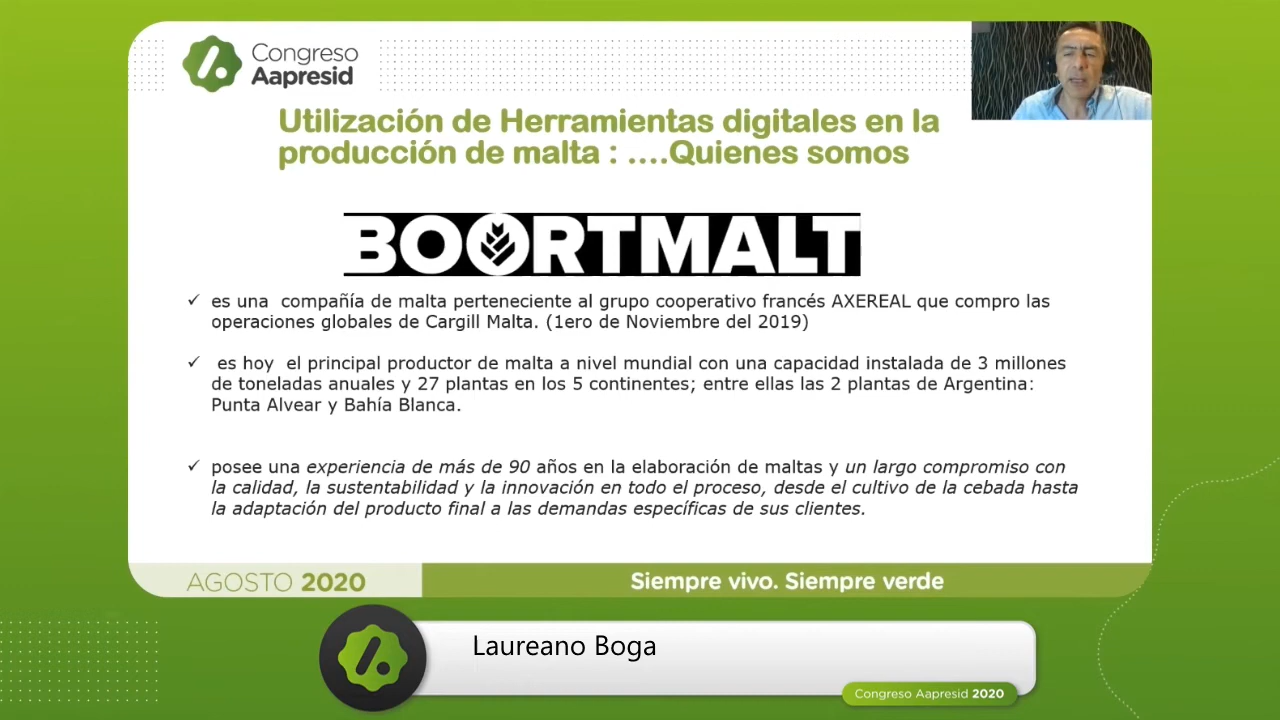 Congreso
Aapresid
Utilización de Herramientas digitales en la
producción de malta : ....Quienes somos
BOORTMALT
✓ es una compañía de malta perteneciente al grupo cooperativo francés AXEREAL que compro las
operaciones globales de Cargill Malta. (1ero de Noviembre del 2019)
✓ es hoy el principal productor de malta a nivel mundial con una capacidad instalada de 3 millones
de toneladas anuales y 27 plantas en los 5 continentes; entre ellas las 2 plantas de Argentina:
Punta Alvear y Bahía Blanca.
✓ posee una experiencia de más de 90 años en la elaboración de maltas y un largo compromiso con
la calidad, la sustentabilidad y la innovación en todo el proceso, desde el cultivo de la cebada hasta
la adaptación del producto final a las demandas específicas de sus clientes.
AGOSTO 2020
Siempre vivo. Siempre verde
Laureano Boga
Congreso Aapresid 2020